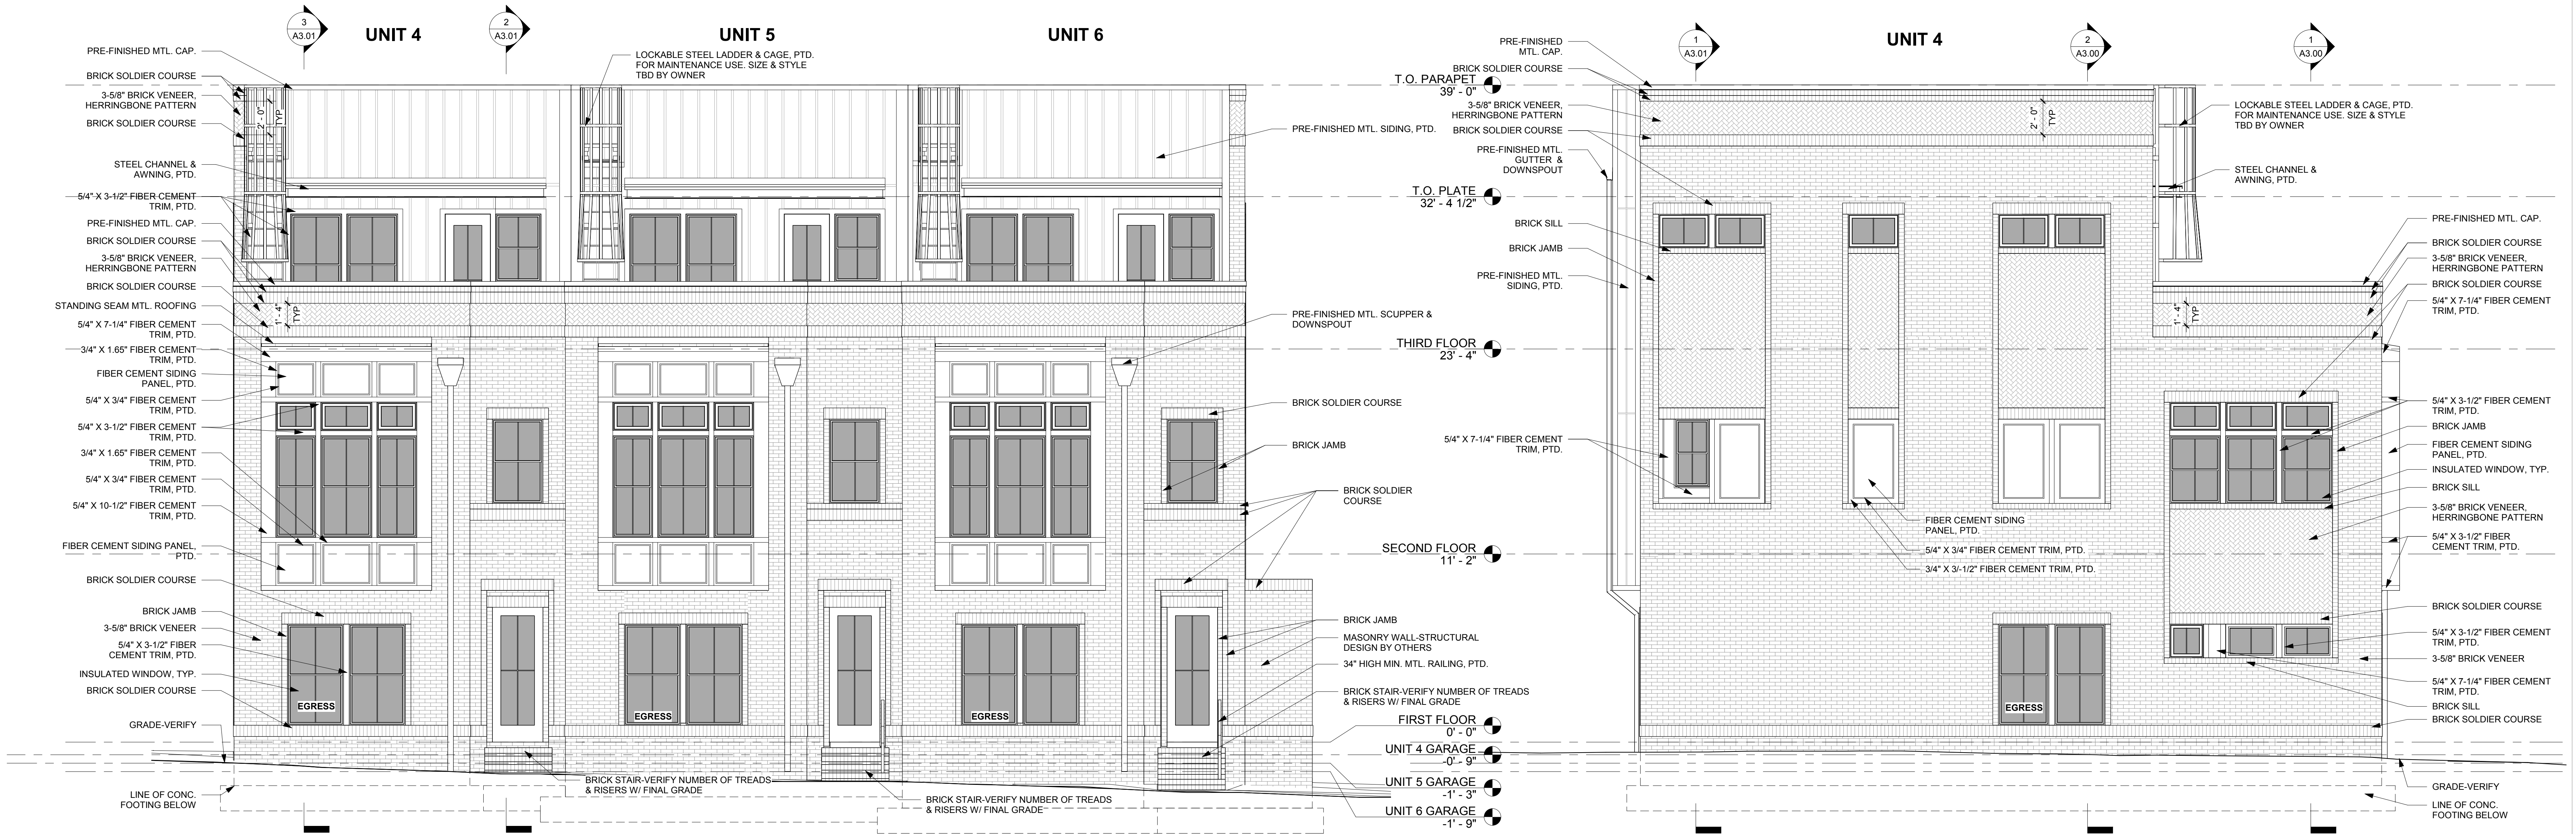 3
A3.01
UNIT 4
2
A3.01
UNIT 5
UNIT 6
LOCKABLE STEEL LADDER & CAGE, PTD.
FOR MAINTENANCE USE. SIZE & STYLE
TBD BY OWNER
PRE-FINISHED MTL. CAP.
BRICK SOLDIER COURSE
3-5/8" BRICK VENEER,
HERRINGBONE PATTERN
BRICK SOLDIER COURSE
2' - 0"
TYP
STEEL CHANNEL &
AWNING, PTD.
5/4" X 3-1/2" FIBER CEMENT
TRIM, PTD.
PRE-FINISHED MTL. CAP.
BRICK SOLDIER COURSE
3-5/8" BRICK VENEER,
HERRINGBONE PATTERN
BRICK SOLDIER COURSE
STANDING SEAM MTL. ROOFING
1' - 4"
TYP
5/4" X 7-1/4" FIBER CEMENT
TRIM, PTD.
3/4" X 1.65" FIBER CEMENT
TRIM, PTD.
FIBER CEMENT SIDING
PANEL, PTD.
5/4" X 3/4" FIBER CEMENT
TRIM, PTD.
5/4" X 3-1/2" FIBER CEMENT
TRIM, PTD.
3/4" X 1.65" FIBER CEMENT
TRIM, PTD.
5/4" X 3/4" FIBER CEMENT
TRIM, PTD.
5/4" X 10-1/2" FIBER CEMENT
TRIM, PTD.
FIBER CEMENT SIDING PANEL,
PTD.
BRICK SOLDIER COURSE
BRICK JAMB
3-5/8" BRICK VENEER
5/4" X 3-1/2" FIBER
CEMENT TRIM, PTD.
INSULATED WINDOW, TYP.
BRICK SOLDIER COURSE
GRADE-VERIFY
LINE OF CONC.
FOOTING BELOW
EGRESS
EGRESS
EGRESS
BRICK STAIR-VERIFY NUMBER OF TREADS
& RISERS W/ FINAL GRADE
BRICK STAIR-VERIFY NUMBER OF TREADS
& RISERS W/ FINAL GRADE
PRE-FINISHED MTL. SIDING, PTD.
PRE-FINISHED MTL. SCUPPER &
DOWNSPOUT
BRICK SOLDIER COURSE
BRICK JAMB
BRICK SOLDIER
COURSE
BRICK JAMB
MASONRY WALL-STRUCTURAL
DESIGN BY OTHERS
34" HIGH MIN. MTL. RAILING, PTD.
BRICK STAIR-VERIFY NUMBER OF TREADS
& RISERS W/ FINAL GRADE
T.O. PARAPET
39' - 0"
T.O. PLATE
32' - 4 1/2"
THIRD FLOOR
23' - 4"
SECOND FLOOR
11' - 2"
FIRST FLOOR
0' - 0"
UNIT 4 GARAGE
-0' - 9"
UNIT 5 GARAGE
-1' - 3"
UNIT 6 GARAGE
-1' - 9"
1
A3.01
UNIT 4
2
A3.00
1
A3.00
PRE-FINISHED
MTL. CAP.
BRICK SOLDIER COURSE
3-5/8" BRICK VENEER,
HERRINGBONE PATTERN
BRICK SOLDIER COURSE
PRE-FINISHED MTL.
GUTTER &
DOWNSPOUT
BRICK SILL
BRICK JAMB
PRE-FINISHED MTL.
SIDING, PTD.
5/4" X 7-1/4" FIBER CEMENT
TRIM, PTD.
2' - 0"
TYP
1' - 4"
TYP
FIBER CEMENT SIDING
PANEL, PTD.
5/4" X 3/4" FIBER CEMENT TRIM, PTD.
3/4" X 3/-1/2" FIBER CEMENT TRIM, PTD.
EGRESS
LOCKABLE STEEL LADDER & CAGE, PTD.
FOR MAINTENANCE USE. SIZE & STYLE
TBD BY OWNER
STEEL CHANNEL &
AWNING, PTD.
PRE-FINISHED MTL. CAP.
BRICK SOLDIER COURSE
3-5/8" BRICK VENEER,
HERRINGBONE PATTERN
BRICK SOLDIER COURSE
5/4" X 7-1/4" FIBER CEMENT
TRIM, PTD.
5/4" X 3-1/2" FIBER CEMENT
TRIM, PTD.
BRICK JAMB
FIBER CEMENT SIDING
PANEL, PTD.
INSULATED WINDOW, TYP.
BRICK SILL
3-5/8" BRICK VENEER,
HERRINGBONE PATTERN
5/4" X 3-1/2" FIBER
CEMENT TRIM, PTD.
BRICK SOLDIER COURSE
5/4" X 3-1/2" FIBER CEMENT
TRIM, PTD.
3-5/8" BRICK VENEER
5/4" X 7-1/4" FIBER CEMENT
TRIM, PTD.
BRICK SILL
BRICK SOLDIER COURSE
GRADE-VERIFY
LINE OF CONC.
FOOTING BELOW